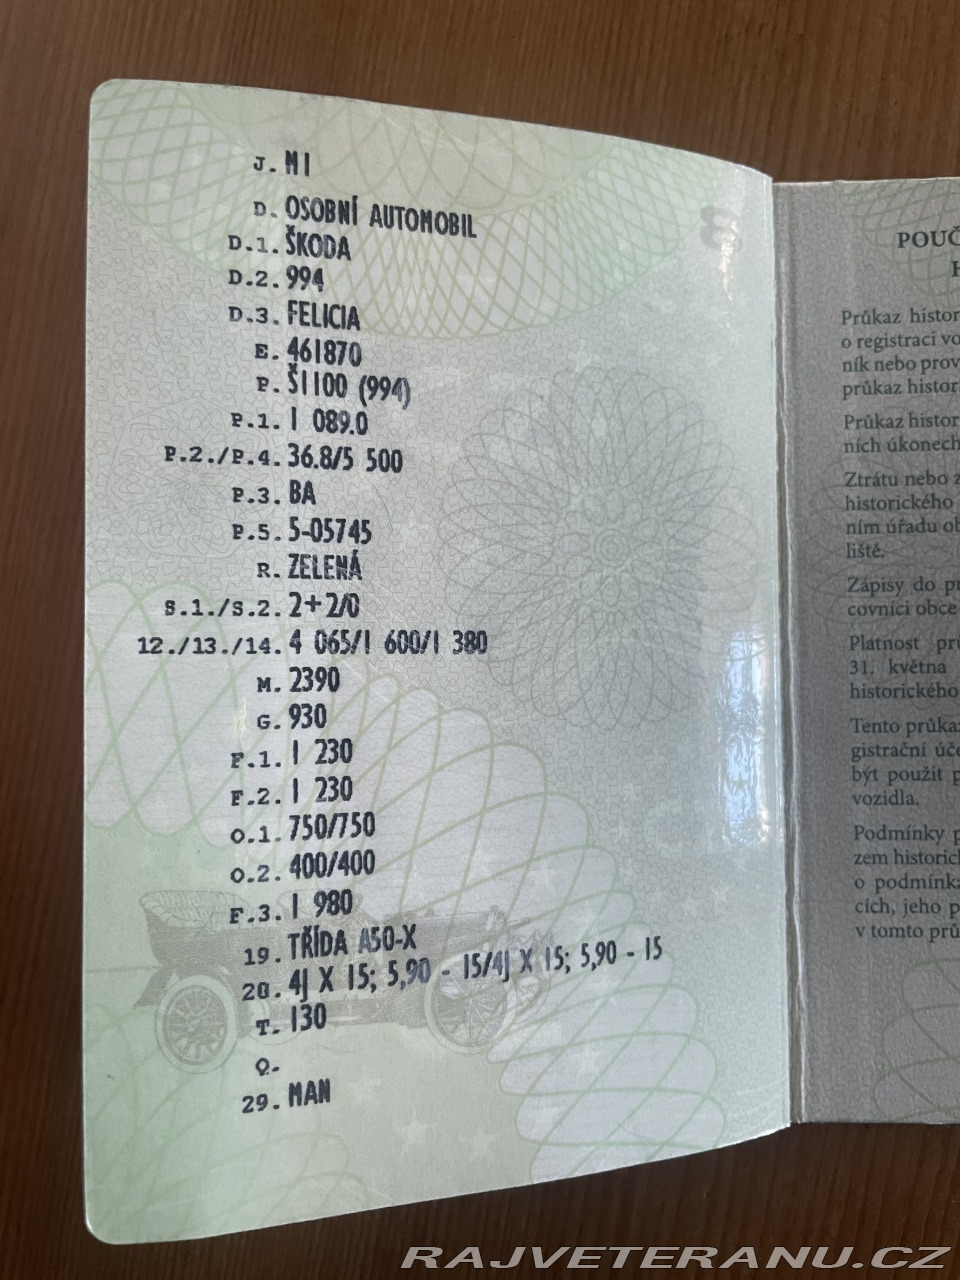 J. M1
D. OSOBNÍ AUTOMOBIL
D.1. ŠKODA
D.2. 994
D.3. FELICIA
E. 461870
P. Š1100 (994)
P.1. 1 089.0
P.2./P.4. 36.8/5 500
P.3. BA
P.5. 5-05745
R. ZELENÁ
S.1./S.2. 2+2/0
12./13./14. 4 065/1 600/1 380
M. 2390
G. 930
F.1. 1 230
F.2. 1 230
O.1. 750/750
O.2. 400/400
F.3. 1 980
19. TŘÍDA A50-X
20. 4J X 15; 5,90 - 15/4J X 15; 5,90 - 15
T. 130
Q.
29. MAN
8
POUČ
H
Průkaz histor
o registraci vo
ník nebo prov
průkaz histori
Průkaz histor
ních úkonech
Ztrátu nebo z
historického
ním úřadu ob
liště.
Zápisy do pr
covníci obce
Platnost prů
31. května
historického
Tento průkaz
gistrační úče
být použit p
vozidla.
Podmínky p
zem historick
o podmínka
cích, jeho p
v tomto prů
RAJVETERANU.CZ